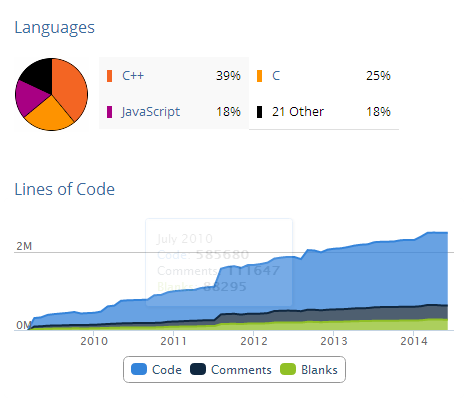 Languages
C++ 39% C 25%
JavaScript 18% 21 Other 18%
Lines of Code
July 2010
Code: 585680
Comments: 111647
2M
0M
2010 2011 2012 2013 2014
Code Comments Blanks